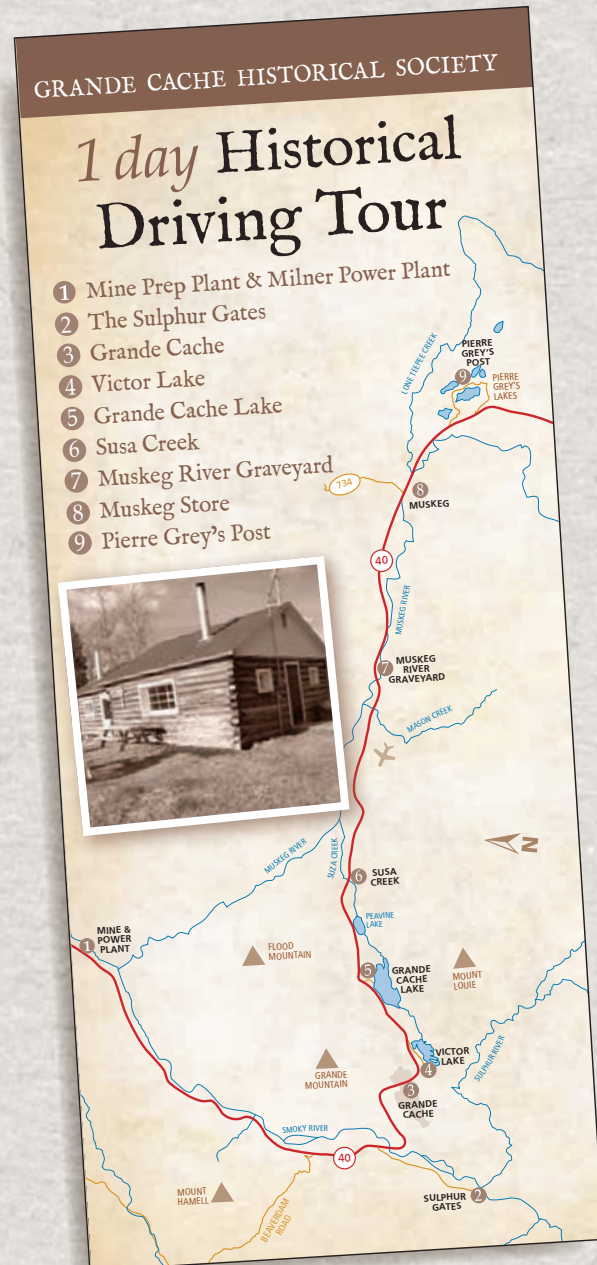 GRANDE CACHE HISTORICAL SOCIETY
1 day Historical
Driving Tour
1 Mine Prep Plant & Milner Power Plant
2 The Sulphur Gates
3 Grande Cache
4 Victor Lake
5 Grande Cache Lake
6 Susa Creek
7 Muskeg River Graveyard
8 Muskeg Store
9 Pierre Grey's Post
LONE TEEPEE CREEK
PIERRE
GREY'S
POST
9
PIERRE
GREY'S
LAKES
734
8
MUSKEG
40
MUSKEG RIVER
7
MUSKEG
RIVER
GRAVEYARD
MASON CREEK
N
MUSKEG RIVER
SUZA CREEK
6
SUSA
CREEK
PEAVINE
LAKE
1
MINE &
POWER
PLANT
FLOOD
MOUNTAIN
5
GRANDE
CACHE
LAKE
MOUNT
LOUIE
GRANDE
MOUNTAIN
VICTOR
LAKE
4
SULPHUR RIVER
3
GRANDE
CACHE
SMOKY RIVER
40
MOUNT
HAMELL
BEAVERDAM
ROAD
SULPHUR
GATES
2